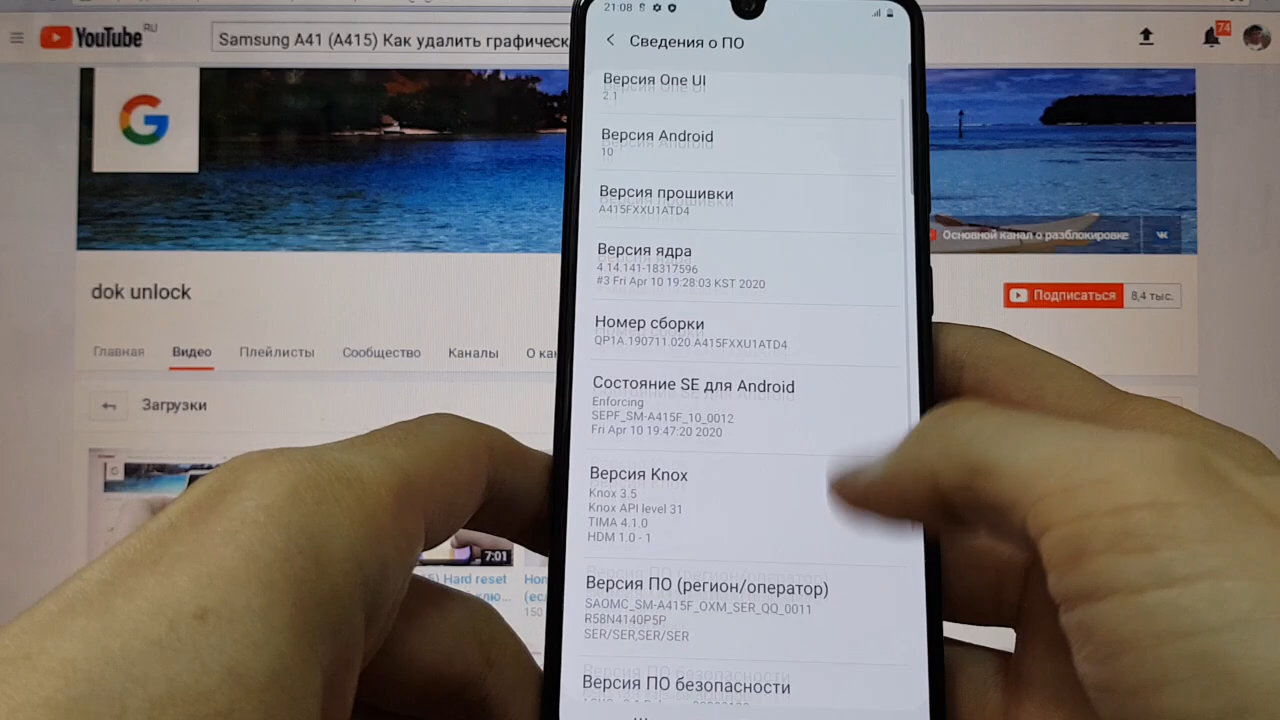 YouTube RU
Samsung A41 (A415) Как удалить графическ
74
dok unlock
Главная
Видео
Плейлисты
Сообщество
Каналы
О ка
Загрузки
7:01
Hard reset
150
Основной канал о разблокировке
Подписаться
8,4 тыс.
21:08
Сведения о ПО
Версия One UI
2.1
Версия Android
10
Версия прошивки
A415FXXU1ATD4
Версия ядра
4.14.141-18317596
#3 Fri Apr 10 19:28:03 KST 2020
Номер сборки
QP1A.190711.020.A415FXXU1ATD4
Состояние SE для Android
Enforcing
SEPF_SM-A415F_10_0012
Fri Apr 10 19:47:20 2020
Версия Knox
Knox 3.5
Knox API level 31
TIMA 4.1.0
HDM 1.0 - 1
Версия ПО (регион/оператор)
SAOMC_SM-A415F_OXM_SER_QQ_0011
R58N4140P5P
SER/SER,SER/SER
Версия ПО безопасности